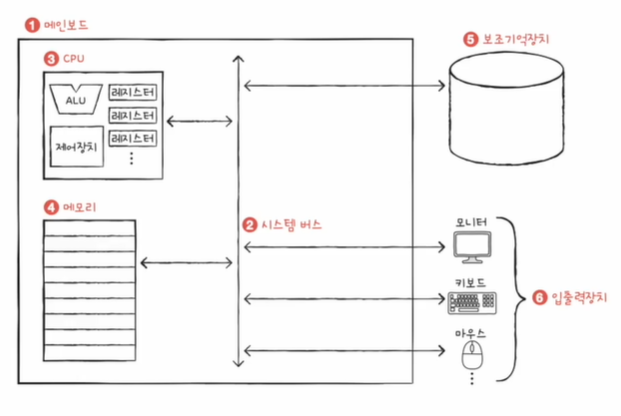 1 메인보드
3 CPU
ALU
레지스터
레지스터
레지스터
제어장치
4 메모리
2 시스템 버스
5 보조기억장치
모니터
키보드
마우스
6 입출력장치